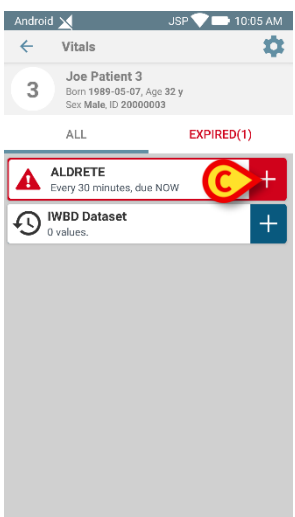 Android JSP 10:05 AM
Vitals
3
Joe Patient 3
Born 1989-05-07, Age 32 y
Sex Male, ID 20000003
ALL EXPIRED(1)
ALDRETE
Every 30 minutes, due NOW
C
+
IWBD Dataset
0 values.
+